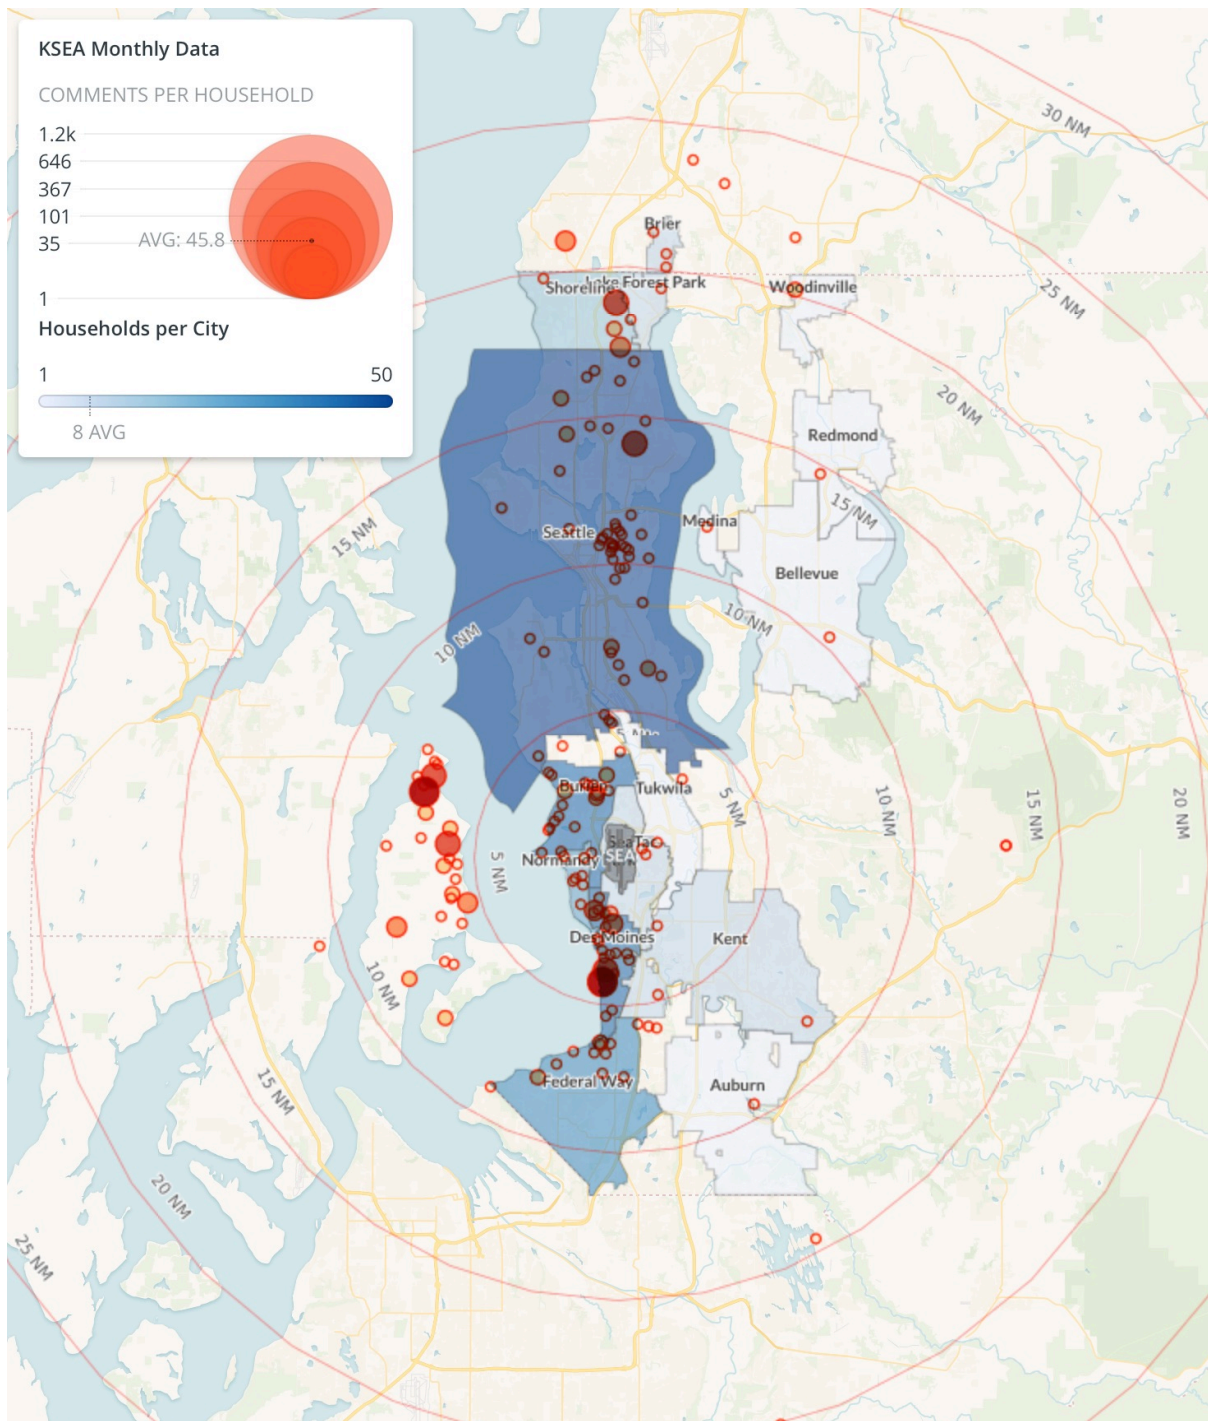 KSEA Monthly Data
COMMENTS PER HOUSEHOLD
1.2k
646
367
101
35
AVG: 45.8
1
Households per City
1
50
8 AVG
30 NM
Brier
Lake Forest Park
Shoreline
Woodinville
25 NM
20 NM
Redmond
15 NM
15 NM
Medina
Seattle
Bellevue
10 NM
10 NM
Burien
Tukwila
5 NM
10 NM
15 NM
20 NM
SeaTac
SEA
Normandy
5 NM
Des Moines
Kent
10 NM
Federal Way
Auburn
15 NM
20 NM
25 NM